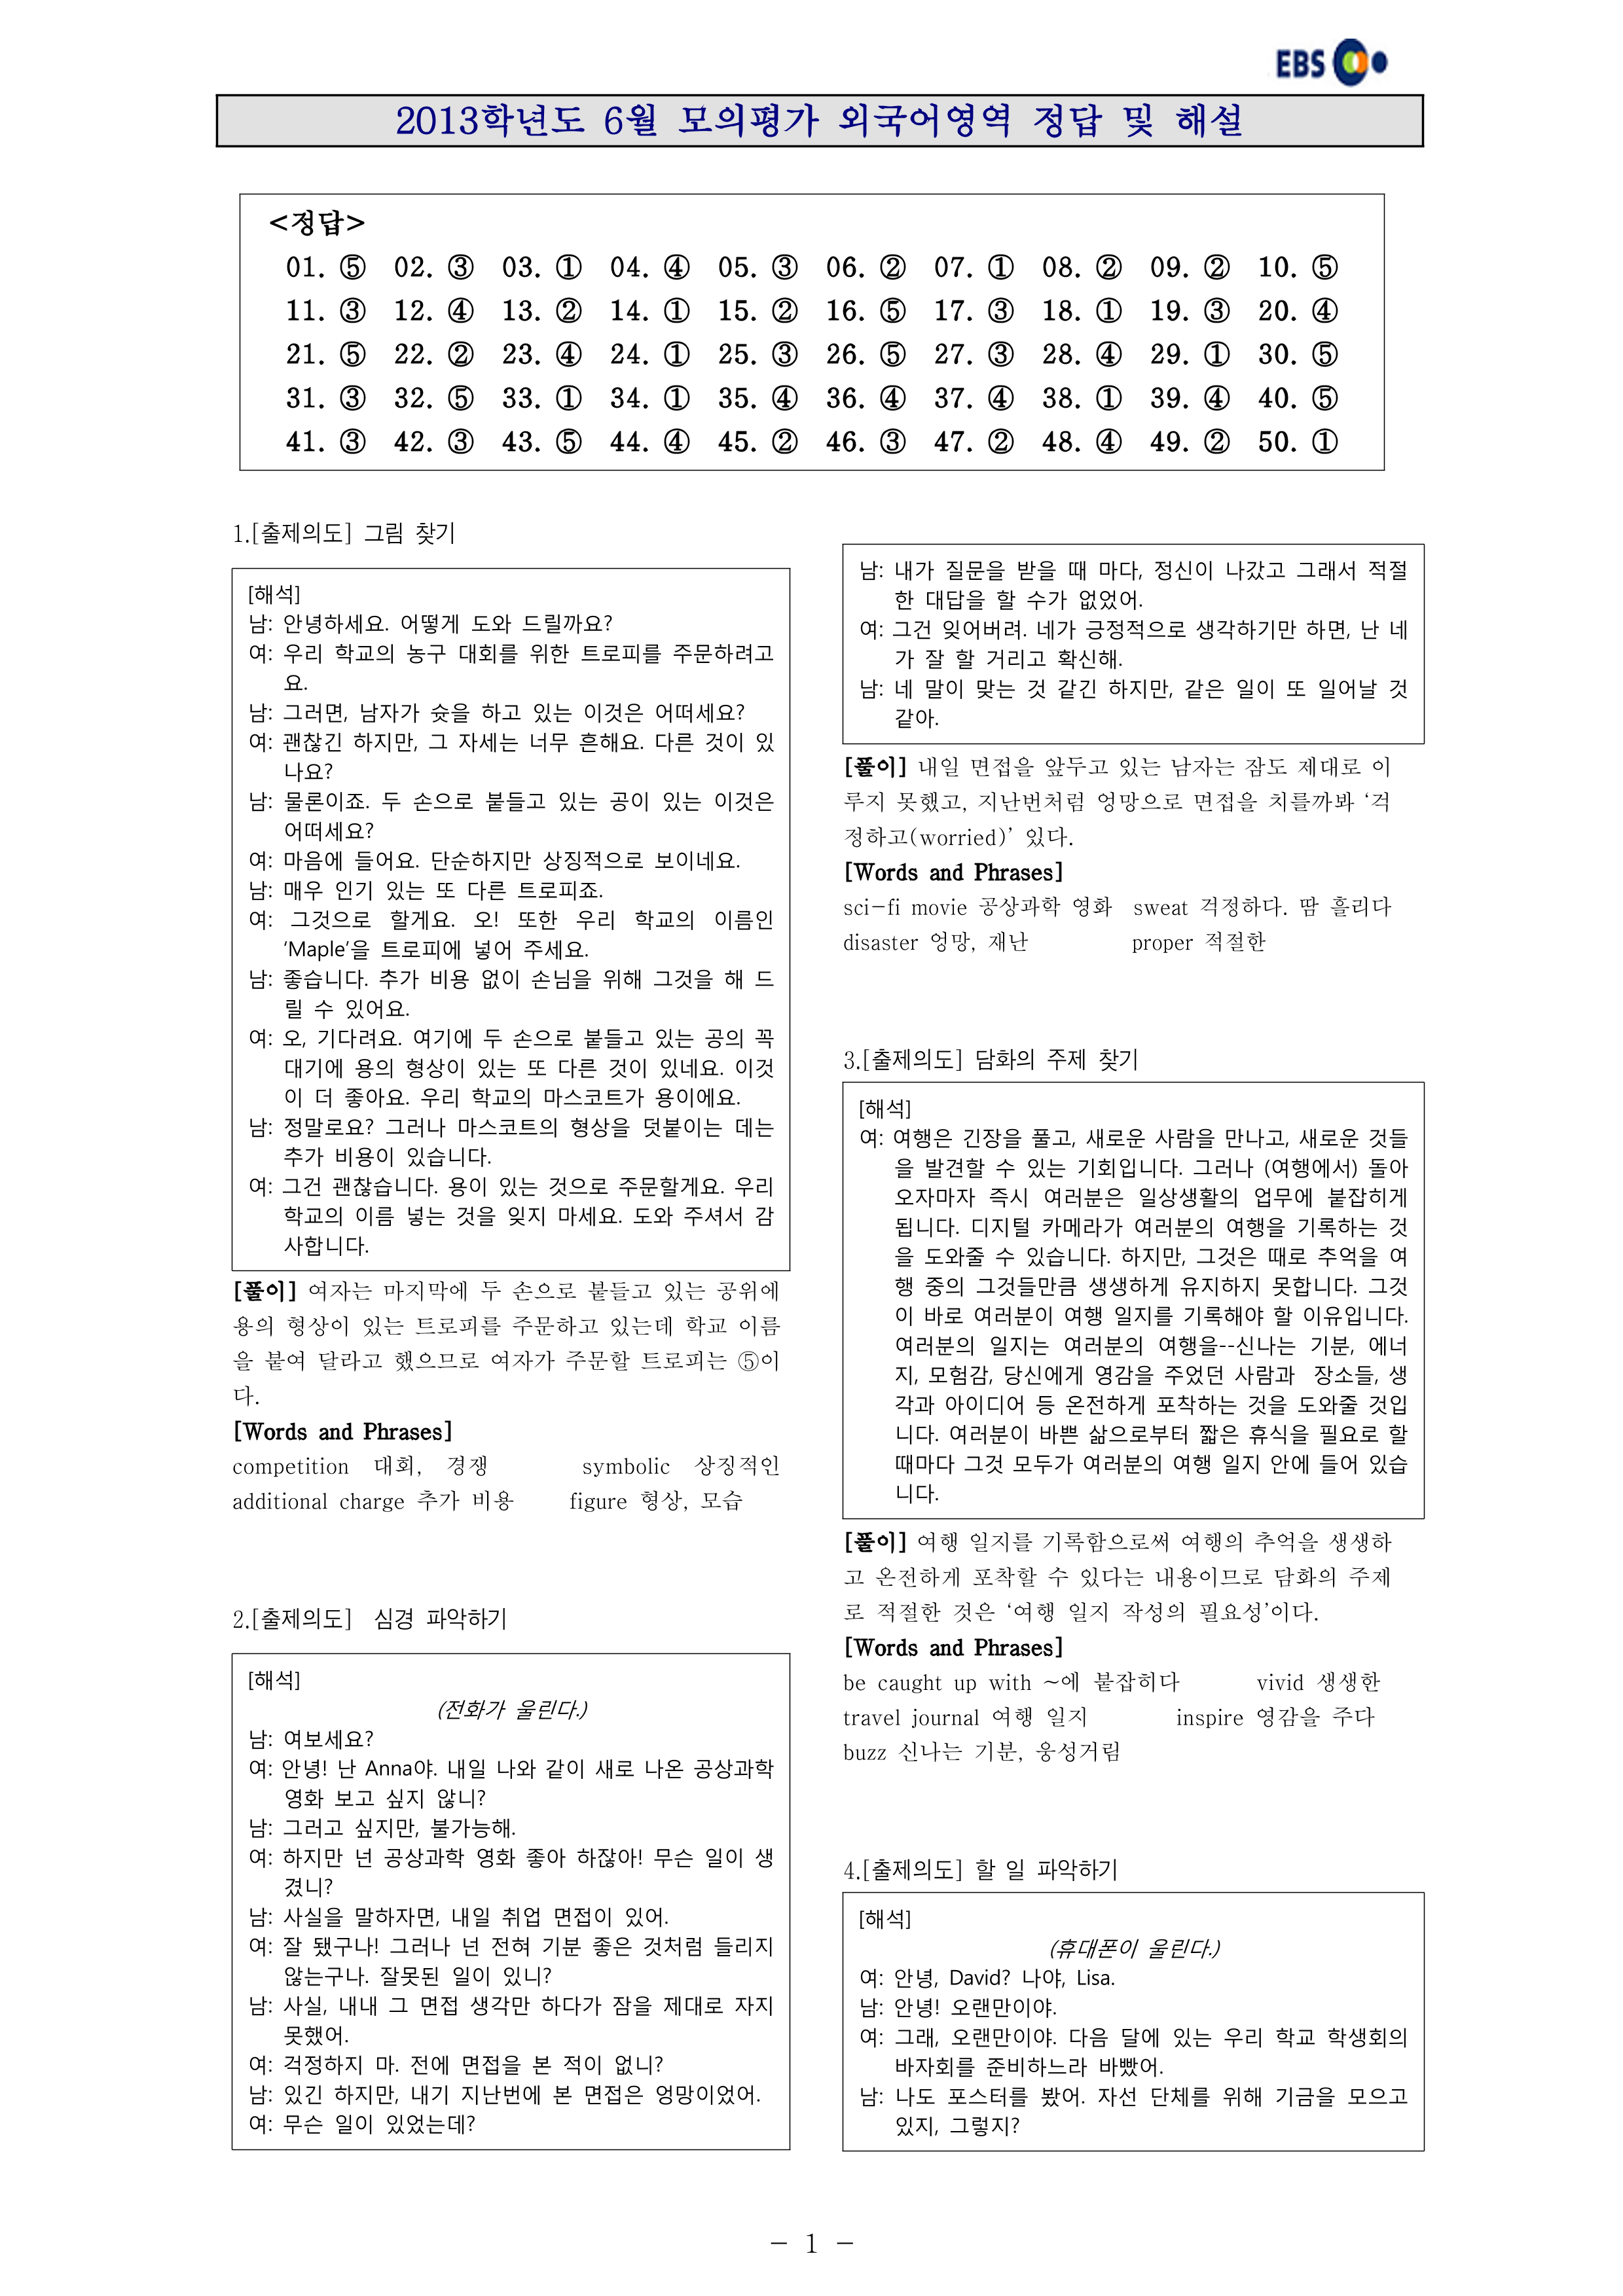 EBS
2013학년도 6월 모의평가 외국어영역 정답 및 해설
<정답>
01. ⑤ 02. ③ 03. ① 04. ④ 05. ③ 06. ② 07. ① 08. ② 09. ② 10. ⑤
11. ③ 12. ④ 13. ② 14. ① 15. ② 16. ⑤ 17. ③ 18. ① 19. ③ 20. ④
21. ⑤ 22. ② 23. ④ 24. ① 25. ③ 26. ⑤ 27. ③ 28. ④ 29. ① 30. ⑤
31. ③ 32. ⑤ 33. ① 34. ① 35. ④ 36. ④ 37. ④ 38. ① 39. ④ 40. ⑤
41. ③ 42. ③ 43. ⑤ 44. ④ 45. ② 46. ③ 47. ② 48. ④ 49. ② 50. ①
1.[출제의도] 그림 찾기
[해석]
남: 안녕하세요. 어떻게 도와 드릴까요?
여: 우리 학교의 농구 대회를 위한 트로피를 주문하려고
요.
남: 그러면, 남자가 슛을 하고 있는 이것은 어떠세요?
여: 괜찮긴 하지만, 그 자세는 너무 흔해요. 다른 것이 있
나요?
남: 물론이죠. 두 손으로 붙들고 있는 공이 있는 이것은
어떠세요?
여: 마음에 들어요. 단순하지만 상징적으로 보이네요.
남: 매우 인기 있는 또 다른 트로피죠.
여: 그것으로 할게요. 오! 또한 우리 학교의 이름인
‘Maple’을 트로피에 넣어 주세요.
남: 좋습니다. 추가 비용 없이 손님을 위해 그것을 해 드
릴 수 있어요.
여: 오, 기다려요. 여기에 두 손으로 붙들고 있는 공의 꼭
대기에 용의 형상이 있는 또 다른 것이 있네요. 이것
이 더 좋아요. 우리 학교의 마스코트가 용이에요.
남: 정말로요? 그러나 마스코트의 형상을 덧붙이는 데는
추가 비용이 있습니다.
여: 그건 괜찮습니다. 용이 있는 것으로 주문할게요. 우리
학교의 이름 넣는 것을 잊지 마세요. 도와 주셔서 감
사합니다.
[풀이] 여자는 마지막에 두 손으로 붙들고 있는 공위에
용의 형상이 있는 트로피를 주문하고 있는데 학교 이름
을 붙여 달라고 했으므로 여자가 주문할 트로피는 ⑤이
다.
[Words and Phrases]
competition 대회, 경쟁 symbolic 상징적인
additional charge 추가 비용 figure 형상, 모습
2.[출제의도] 심경 파악하기
[해석]
(전화가 울린다.)
남: 여보세요?
여: 안녕! 난 Anna야. 내일 나와 같이 새로 나온 공상과학
영화 보고 싶지 않니?
남: 그러고 싶지만, 불가능해.
여: 하지만 넌 공상과학 영화 좋아 하잖아! 무슨 일이 생
겼니?
남: 사실을 말하자면, 내일 취업 면접이 있어.
여: 잘 됐구나! 그러나 넌 전혀 기분 좋은 것처럼 들리지
않는구나. 잘못된 일이 있니?
남: 사실, 내내 그 면접 생각만 하다가 잠을 제대로 자지
못했어.
여: 걱정하지 마. 전에 면접을 본 적이 없니?
남: 있긴 하지만, 내기 지난번에 본 면접은 엉망이었어.
여: 무슨 일이 있었는데?
남: 내가 질문을 받을 때 마다, 정신이 나갔고 그래서 적절
한 대답을 할 수가 없었어.
여: 그건 잊어버려. 네가 긍정적으로 생각하기만 하면, 난 네
가 잘 할 거리고 확신해.
남: 네 말이 맞는 것 같긴 하지만, 같은 일이 또 일어날 것
같아.
[풀이] 내일 면접을 앞두고 있는 남자는 잠도 제대로 이
루지 못했고, 지난번처럼 엉망으로 면접을 치를까봐 ‘걱
정하고(worried)’ 있다.
[Words and Phrases]
sci-fi movie 공상과학 영화 sweat 걱정하다. 땀 흘리다
disaster 엉망, 재난 proper 적절한
3.[출제의도] 담화의 주제 찾기
[해석]
여: 여행은 긴장을 풀고, 새로운 사람을 만나고, 새로운 것들
을 발견할 수 있는 기회입니다. 그러나 (여행에서) 돌아
오자마자 즉시 여러분은 일상생활의 업무에 붙잡히게
됩니다. 디지털 카메라가 여러분의 여행을 기록하는 것
을 도와줄 수 있습니다. 하지만, 그것은 때로 추억을 여
행 중의 그것들만큼 생생하게 유지하지 못합니다. 그것
이 바로 여러분이 여행 일지를 기록해야 할 이유입니다.
여러분의 일지는 여러분의 여행을--신나는 기분, 에너
지, 모험감, 당신에게 영감을 주었던 사람과 장소들, 생
각과 아이디어 등 온전하게 포착하는 것을 도와줄 것입
니다. 여러분이 바쁜 삶으로부터 짧은 휴식을 필요로 할
때마다 그것 모두가 여러분의 여행 일지 안에 들어 있습
니다.
[풀이] 여행 일지를 기록함으로써 여행의 추억을 생생하
고 온전하게 포착할 수 있다는 내용이므로 담화의 주제
로 적절한 것은 ‘여행 일지 작성의 필요성’이다.
[Words and Phrases]
be caught up with ~에 붙잡히다 vivid 생생한
travel journal 여행 일지 inspire 영감을 주다
buzz 신나는 기분, 웅성거림
4.[출제의도] 할 일 파악하기
[해석]
(휴대폰이 울린다.)
여: 안녕, David? 나야, Lisa.
남: 안녕! 오랜만이야.
여: 그래, 오랜만이야. 다음 달에 있는 우리 학교 학생회의
바자회를 준비하느라 바빴어.
남: 나도 포스터를 봤어. 자선 단체를 위해 기금을 모으고
있지, 그렇지?
- 1 -